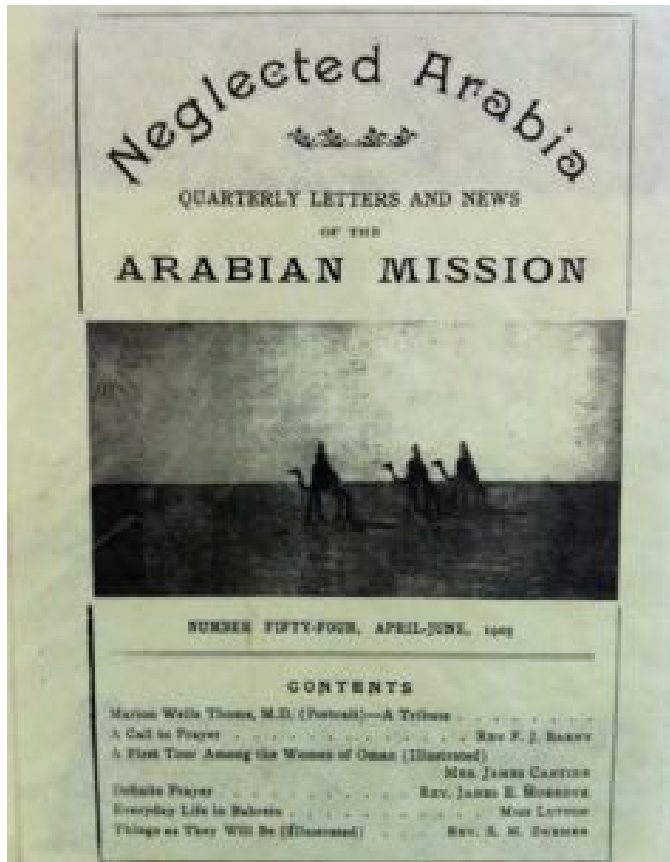 Neglected Arabia
QUARTERLY LETTERS AND NEWS
OF THE
ARABIAN MISSION
NUMBER FIFTY-FOUR, APRIL-JUNE, 1905
CONTENTS
Marion Wells Thoms, M.D. (Portrait)—A Tribute
A Call to Prayer REV F. J. BARNY
A First Tour Among the Women of Oman (Illustrated)
MRS. JAMES CANTINE
Definite Prayer REV. JAMES E. MOERDYK
Everyday Life in Bahrein MISS LUTTON
Things as They Will Be (Illustrated) REV. S. M. ZWEMER